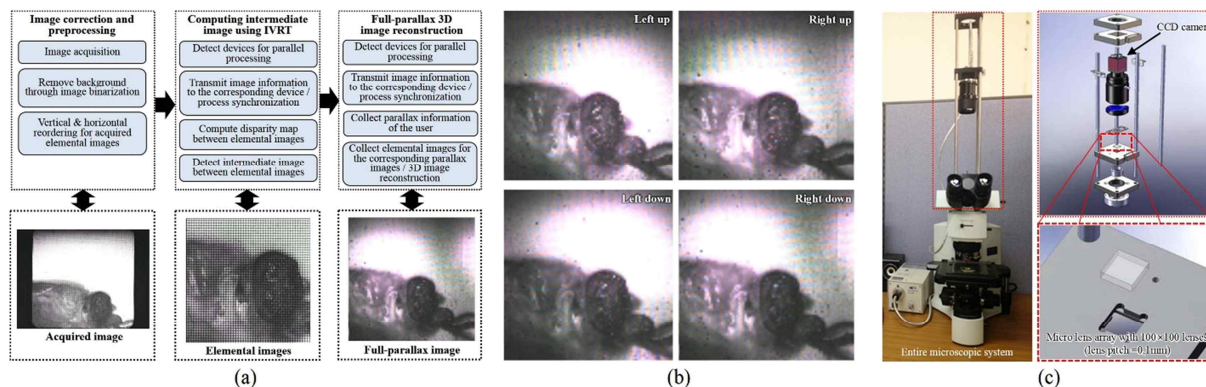 Image correction and
preprocessing
Image acquisition
Remove background
through image binarization
Vertical & horizontal
reordering for acquired
elemental images
Acquired image
Computing intermediate
image using IVRT
Detect devices for parallel
processing
Transmit image information
to the corresponding device /
process synchronization
Compute disparity map
between elemental images
Detect intermediate image
between elemental images
Elemental images
Full-parallax 3D
image reconstruction
Detect devices for parallel
processing
Transmit image information
to the corresponding device /
process synchronization
Collect parallax information
of the user
Collect elemental images for
the corresponding parallax
images / 3D image
reconstruction
Full-parallax image
(a)
Left up
Right up
Left down
Right down
(b)
Entire microscopic system
CCD camera
Micro lens array with 100×100 lenses
(lens pitch =0.1mm)
(c)